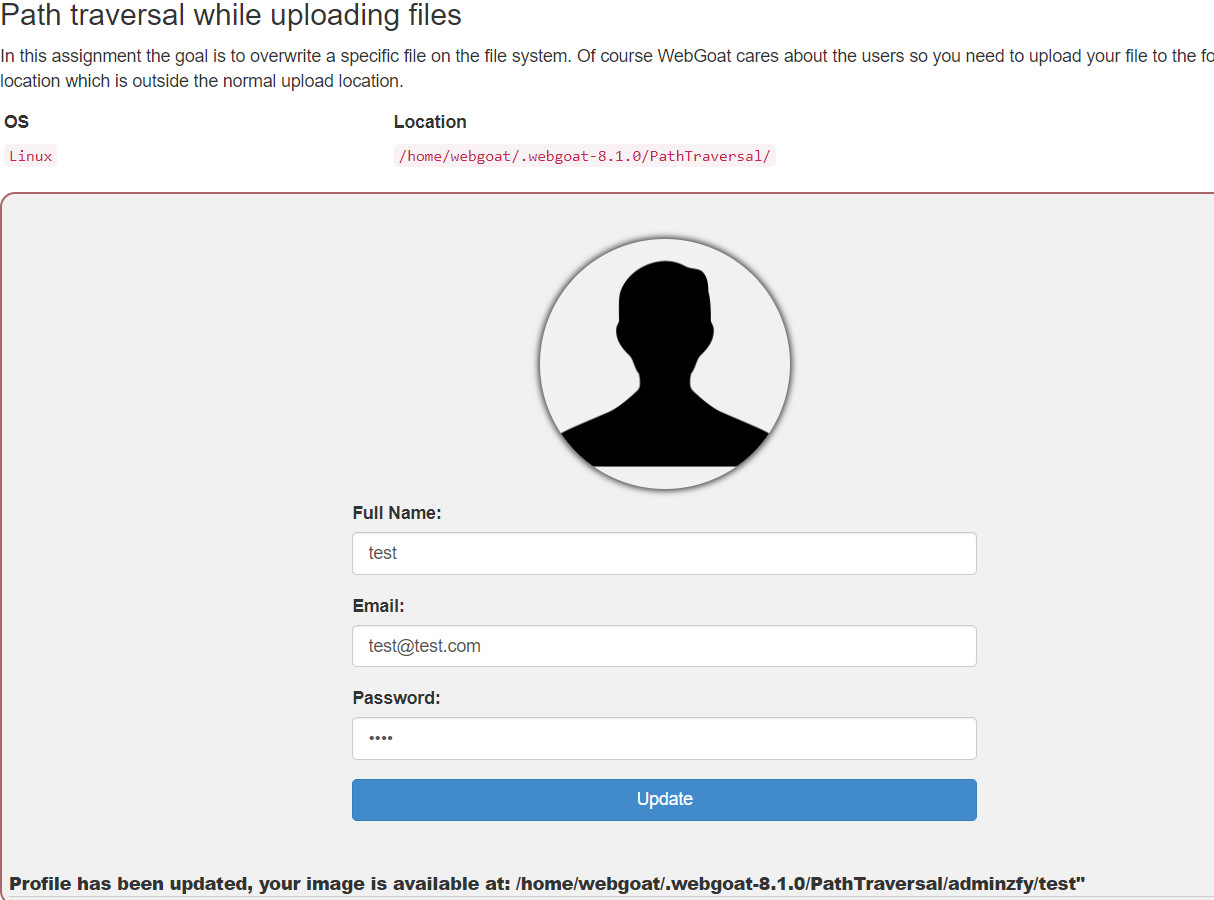 Path traversal while uploading files
In this assignment the goal is to overwrite a specific file on the file system. Of course WebGoat cares about the users so you need to upload your file to the
location which is outside the normal upload location.
OS Location
Linux /home/webgoat/.webgoat-8.1.0/PathTraversal/
Full Name:
test
Email:
test@test.com
Password:
••••
Update
Profile has been updated, your image is available at: /home/webgoat/.webgoat-8.1.0/PathTraversal/adminzfy/test"